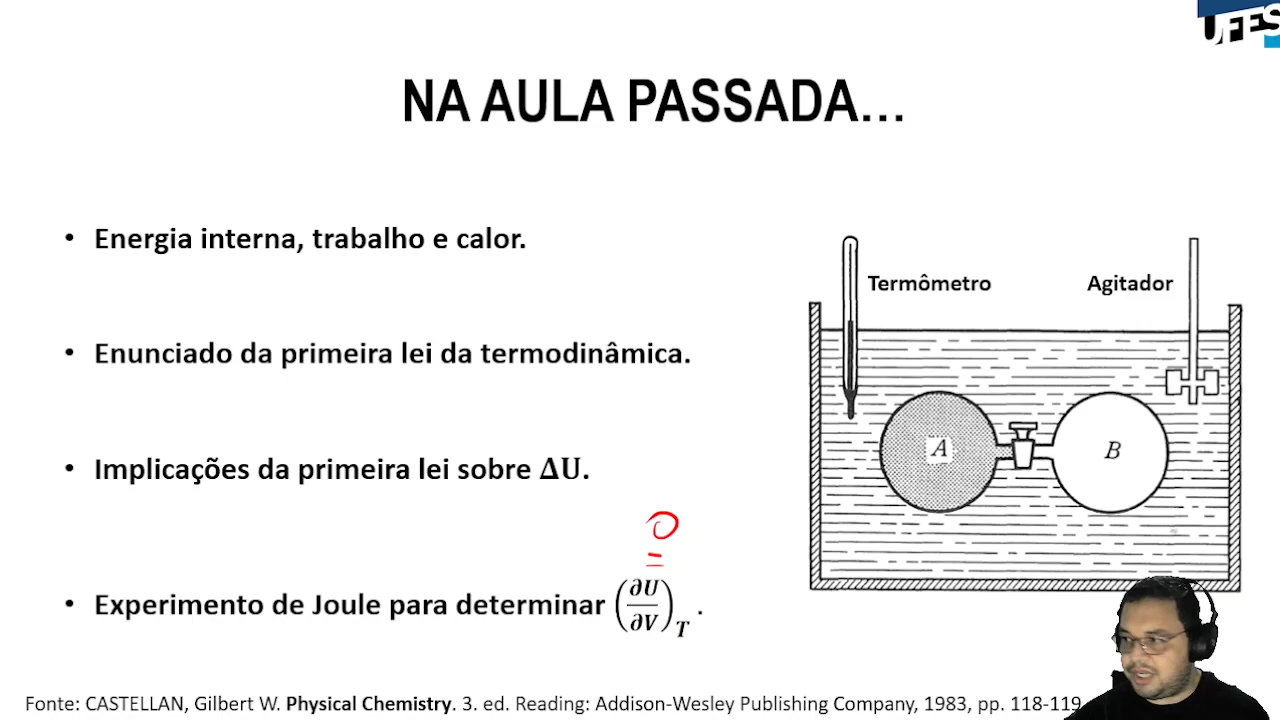 UFES
NA AULA PASSADA...
• Energia interna, trabalho e calor.
• Enunciado da primeira lei da termodinâmica.
• Implicações da primeira lei sobre ΔU.
0
=
• Experimento de Joule para determinar (∂U/∂V)_T .
Termômetro
Agitador
A
B
Fonte: CASTELLAN, Gilbert W. Physical Chemistry. 3. ed. Reading: Addison-Wesley Publishing Company, 1983, pp. 118-119